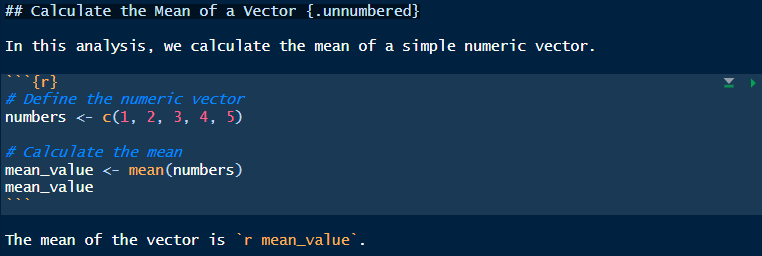 ## Calculate the Mean of a Vector {.unnumbered}
In this analysis, we calculate the mean of a simple numeric vector.
```{r}
# Define the numeric vector
numbers <- c(1, 2, 3, 4, 5)
# Calculate the mean
mean_value <- mean(numbers)
mean_value
```
The mean of the vector is `r mean_value`.